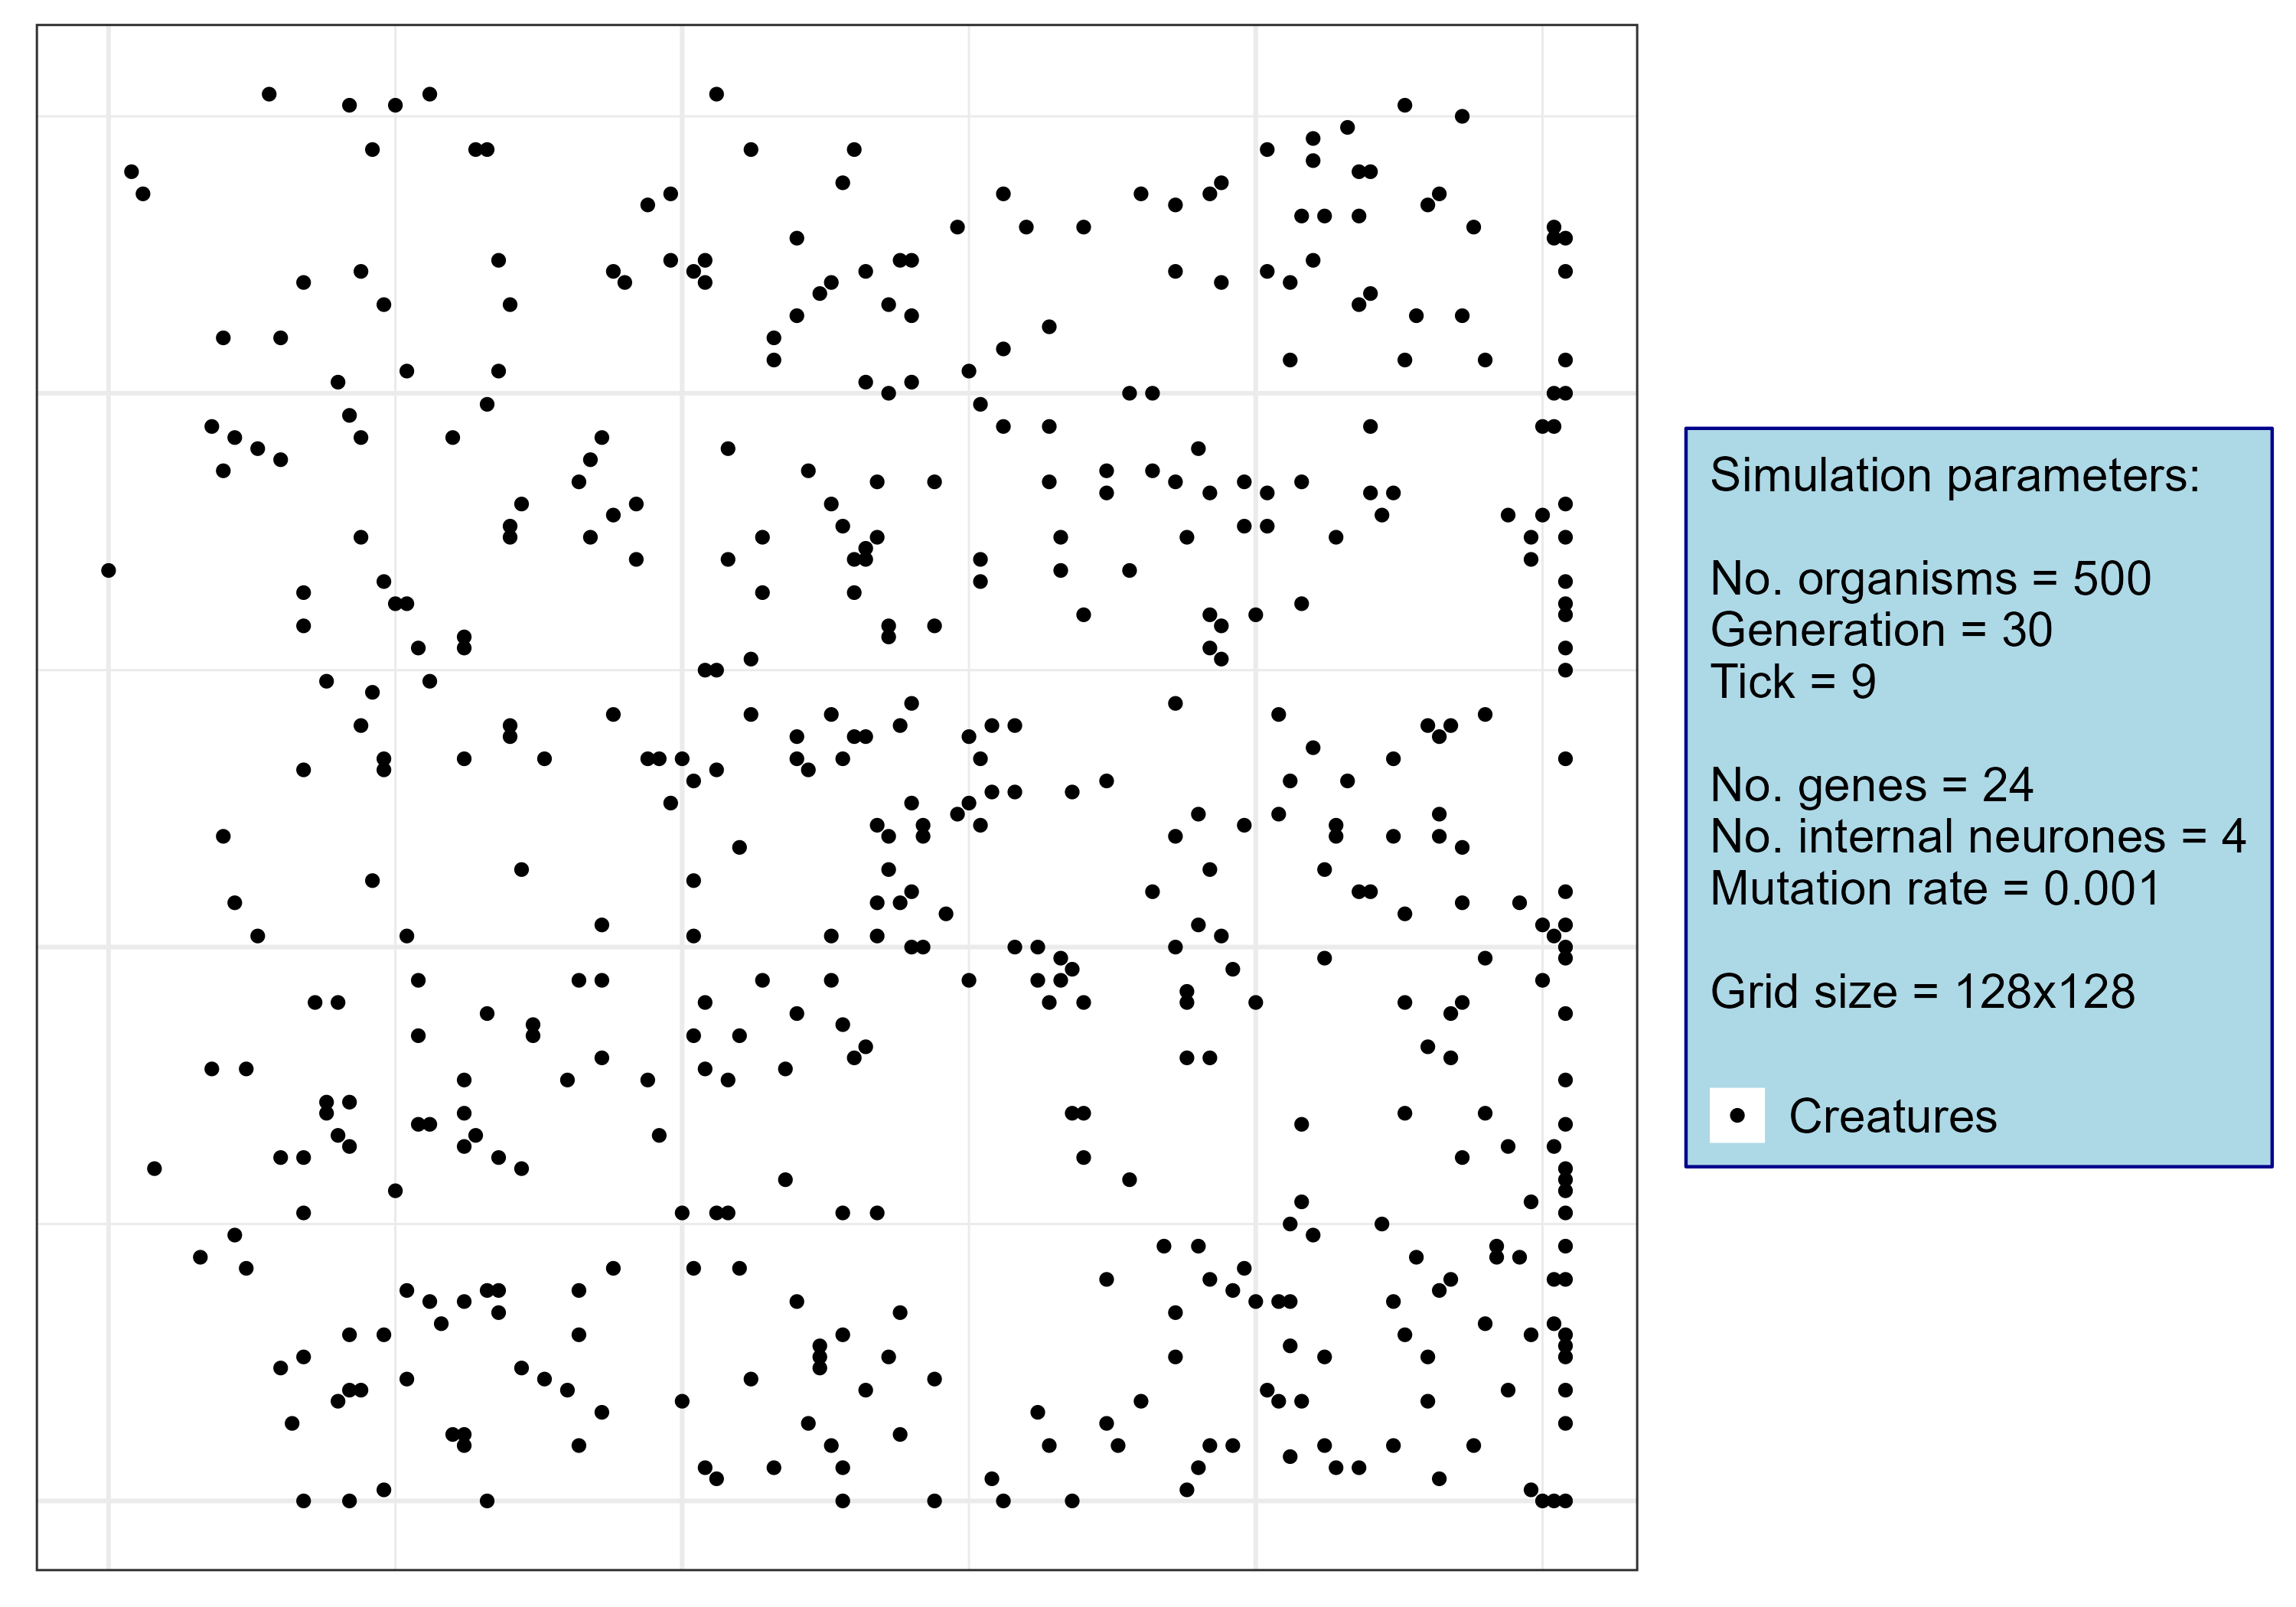 Simulation parameters:
No. organisms = 500
Generation = 30
Tick = 9
No. genes = 24
No. internal neurones = 4
Mutation rate = 0.001
Grid size = 128x128
Creatures